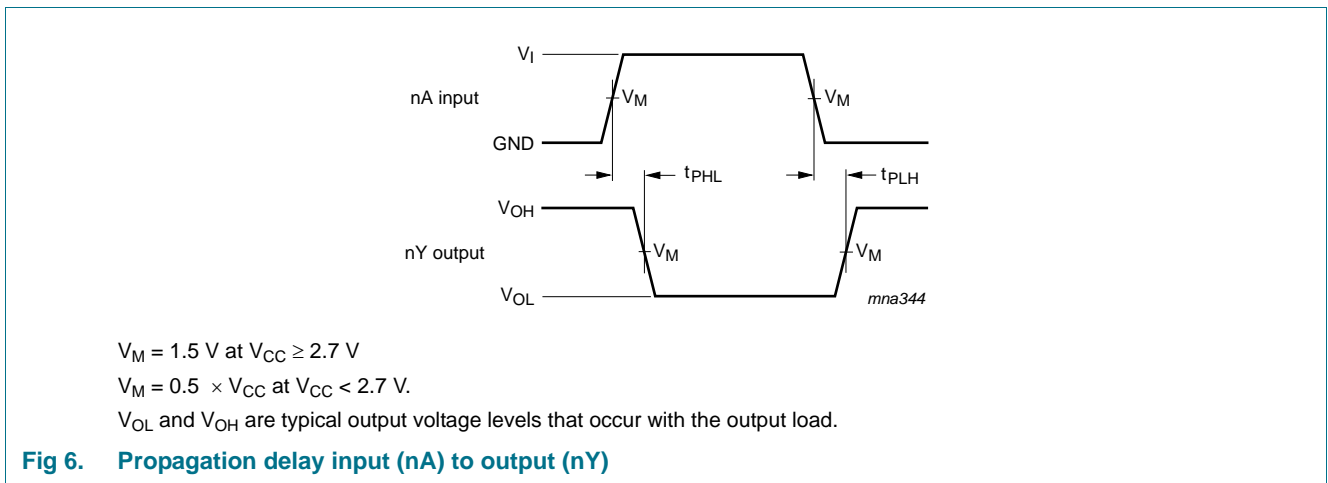 VI
nA input
VM
VM
GND
tPHL
tPLH
VOH
nY output
VM
VM
VOL
mna344
VM = 1.5 V at VCC ≥ 2.7 V
VM = 0.5 × VCC at VCC < 2.7 V.
VOL and VOH are typical output voltage levels that occur with the output load.
Fig 6. Propagation delay input (nA) to output (nY)